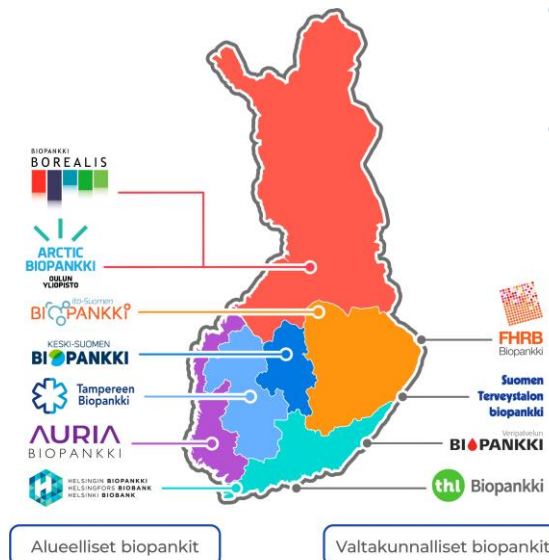 BIOPANKKI
BOREALIS
ARCTIC
BIOPANKKI
OULUN
YLIOPISTO
Itä-Suomen
BIOPANKKI
KESKI-SUOMEN
BIOPANKKI
Tampereen
Biopankki
AURIA
BIOPANKKI
HELSINGIN BIOPANKKI
HELSINGFORS BIOBANK
HELSINKI BIOBANK
FHRB
Biopankki
Suomen
Terveystalon
biopankki
Veripalvelun
BIOPANKKI
thl Biopankki
Alueelliset biopankit
Valtakunnalliset biopankit